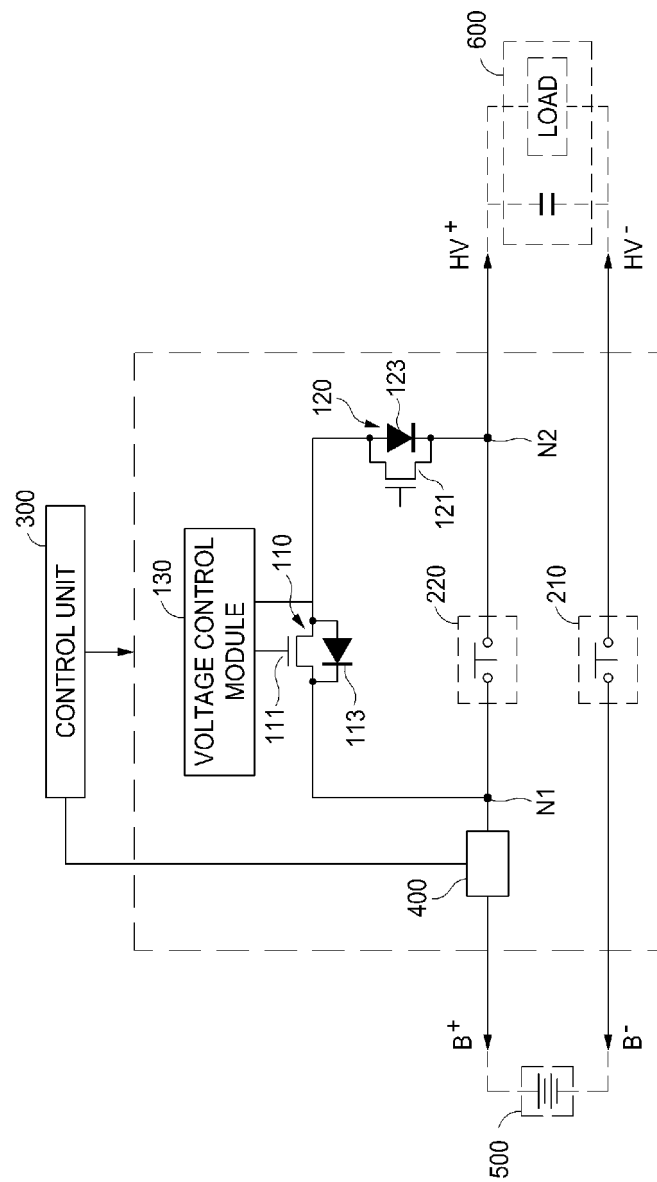 300
CONTROL UNIT
130
VOLTAGE CONTROL
MODULE
110
111
113
120
123
121
400
N1
N2
220
210
B+
B-
500
HV+
HV-
600
LOAD